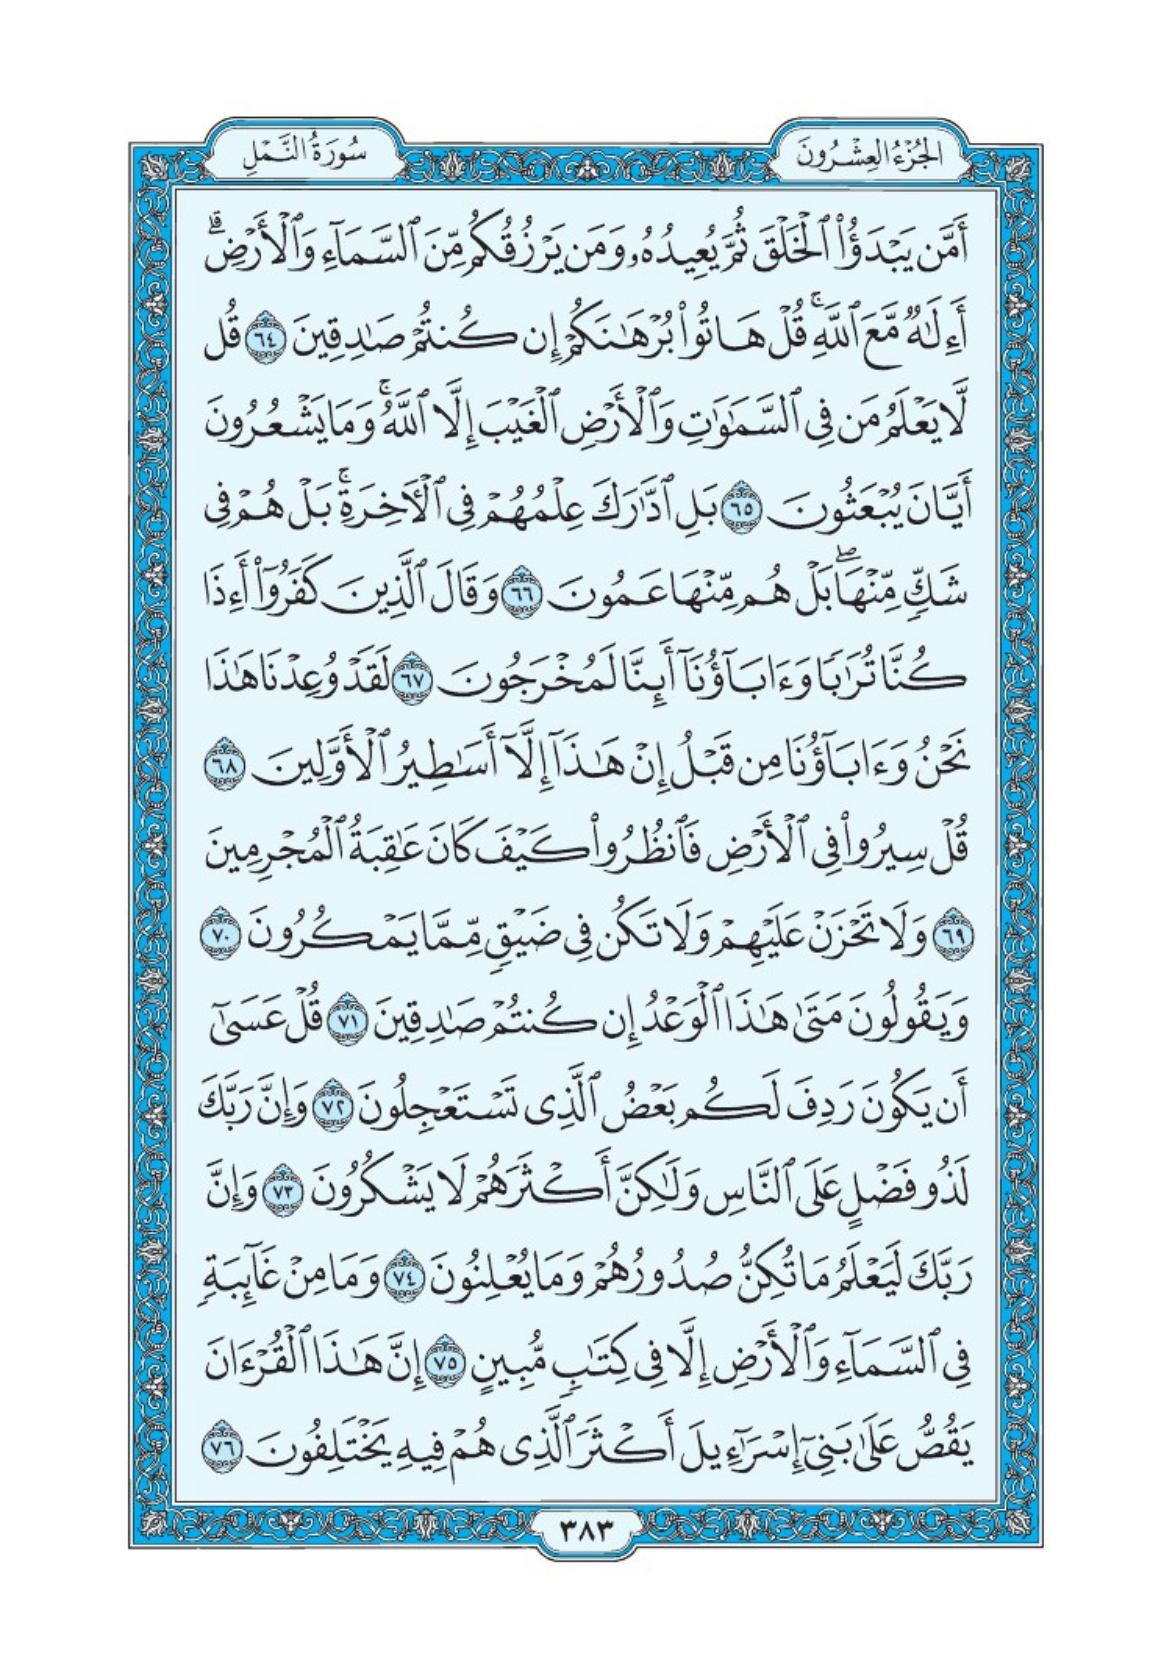 الجُزْءُ العِشْرُونَ
سُورَةُ النَّمْلِ
أَمَّن يَبْدَؤُا۟ ٱلْخَلْقَ ثُمَّ يُعِيدُهُۥ وَمَن يَرْزُقُكُم مِّنَ ٱلسَّمَآءِ وَٱلْأَرْضِ ۗ
أَءِلَٰهٌ مَّعَ ٱللَّهِ ۚ قُلْ هَاتُوا۟ بُرْهَٰنَكُمْ إِن كُنتُمْ صَٰدِقِينَ ٦٤ قُل
لَّا يَعْلَمُ مَن فِى ٱلسَّمَٰوَٰتِ وَٱلْأَرْضِ ٱلْغَيْبَ إِلَّا ٱللَّهُ ۚ وَمَا يَشْعُرُونَ
أَيَّانَ يُبْعَثُونَ ٦٥ بَلِ ٱدَّٰرَكَ عِلْمُهُمْ فِى ٱلْـَٔاخِرَةِ ۚ بَلْ هُمْ فِى
شَكٍّ مِّنْهَا ۖ بَلْ هُم مِّنْهَا عَمُونَ ٦٦ وَقَالَ ٱلَّذِينَ كَفَرُوٓا۟ أَءِذَا
كُنَّا تُرَٰبًا وَءَابَآؤُنَآ أَئِنَّا لَمُخْرَجُونَ ٦٧ لَقَدْ وُعِدْنَا هَٰذَا
نَحْنُ وَءَابَآؤُنَا مِن قَبْلُ إِنْ هَٰذَآ إِلَّآ أَسَٰطِيرُ ٱلْأَوَّلِينَ ٦٨
قُلْ سِيرُوا۟ فِى ٱلْأَرْضِ فَٱنظُرُوا۟ كَيْفَ كَانَ عَٰقِبَةُ ٱلْمُجْرِمِينَ
٦٩ وَلَا تَحْزَنْ عَلَيْهِمْ وَلَا تَكُن فِى ضَيْقٍ مِّمَّا يَمْكُرُونَ ٧٠
وَيَقُولُونَ مَتَىٰ هَٰذَا ٱلْوَعْدُ إِن كُنتُمْ صَٰدِقِينَ ٧١ قُلْ عَسَىٰٓ
أَن يَكُونَ رَدِفَ لَكُم بَعْضُ ٱلَّذِى تَسْتَعْجِلُونَ ٧٢ وَإِنَّ رَبَّكَ
لَذُو فَضْلٍ عَلَى ٱلنَّاسِ وَلَٰكِنَّ أَكْثَرَهُمْ لَا يَشْكُرُونَ ٧٣ وَإِنَّ
رَبَّكَ لَيَعْلَمُ مَا تُكِنُّ صُدُورُهُمْ وَمَا يُعْلِنُونَ ٧٤ وَمَا مِنْ غَآئِبَةٍ
فِى ٱلسَّمَآءِ وَٱلْأَرْضِ إِلَّا فِى كِتَٰبٍ مُّبِينٍ ٧٥ إِنَّ هَٰذَا ٱلْقُرْءَانَ
يَقُصُّ عَلَىٰ بَنِىٓ إِسْرَٰٓءِيلَ أَكْثَرَ ٱلَّذِى هُمْ فِيهِ يَخْتَلِفُونَ ٧٦
٣٨٣